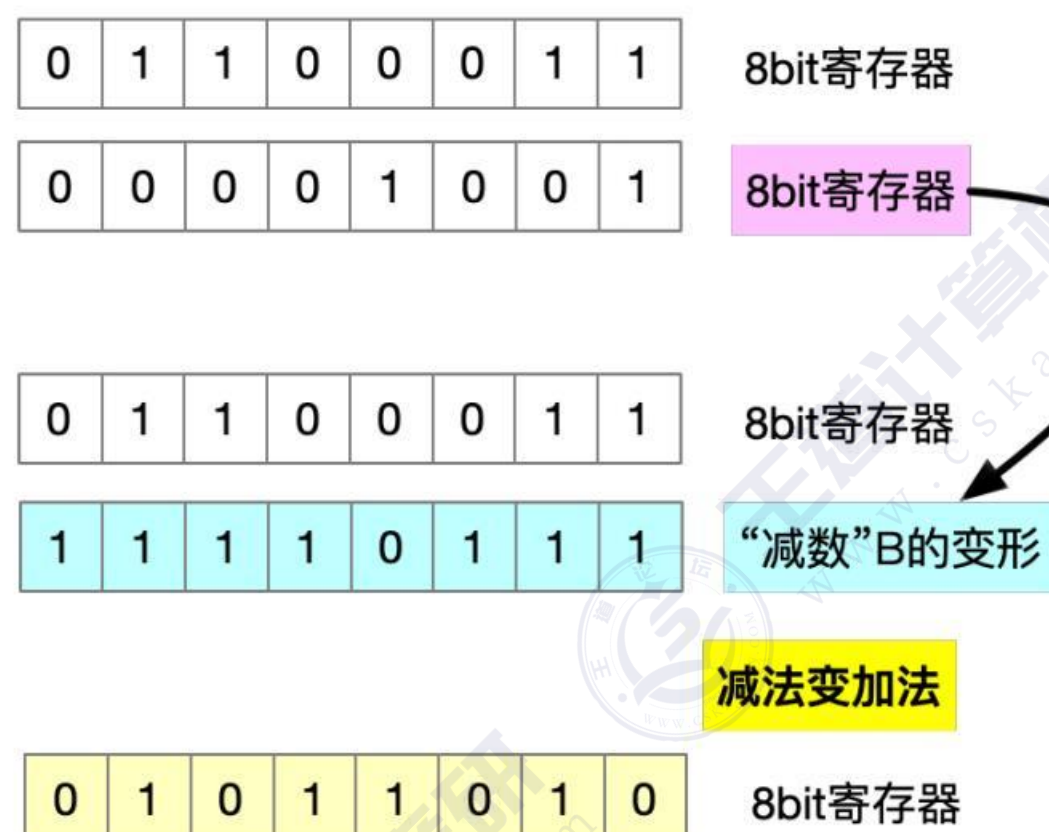 0 1 1 0 0 0 1 1 8bit寄存器
0 0 0 0 1 0 0 1 8bit寄存器
0 1 1 0 0 0 1 1 8bit寄存器
1 1 1 1 0 1 1 1 “减数”B的变形
减法变加法
0 1 0 1 1 0 1 0 8bit寄存器